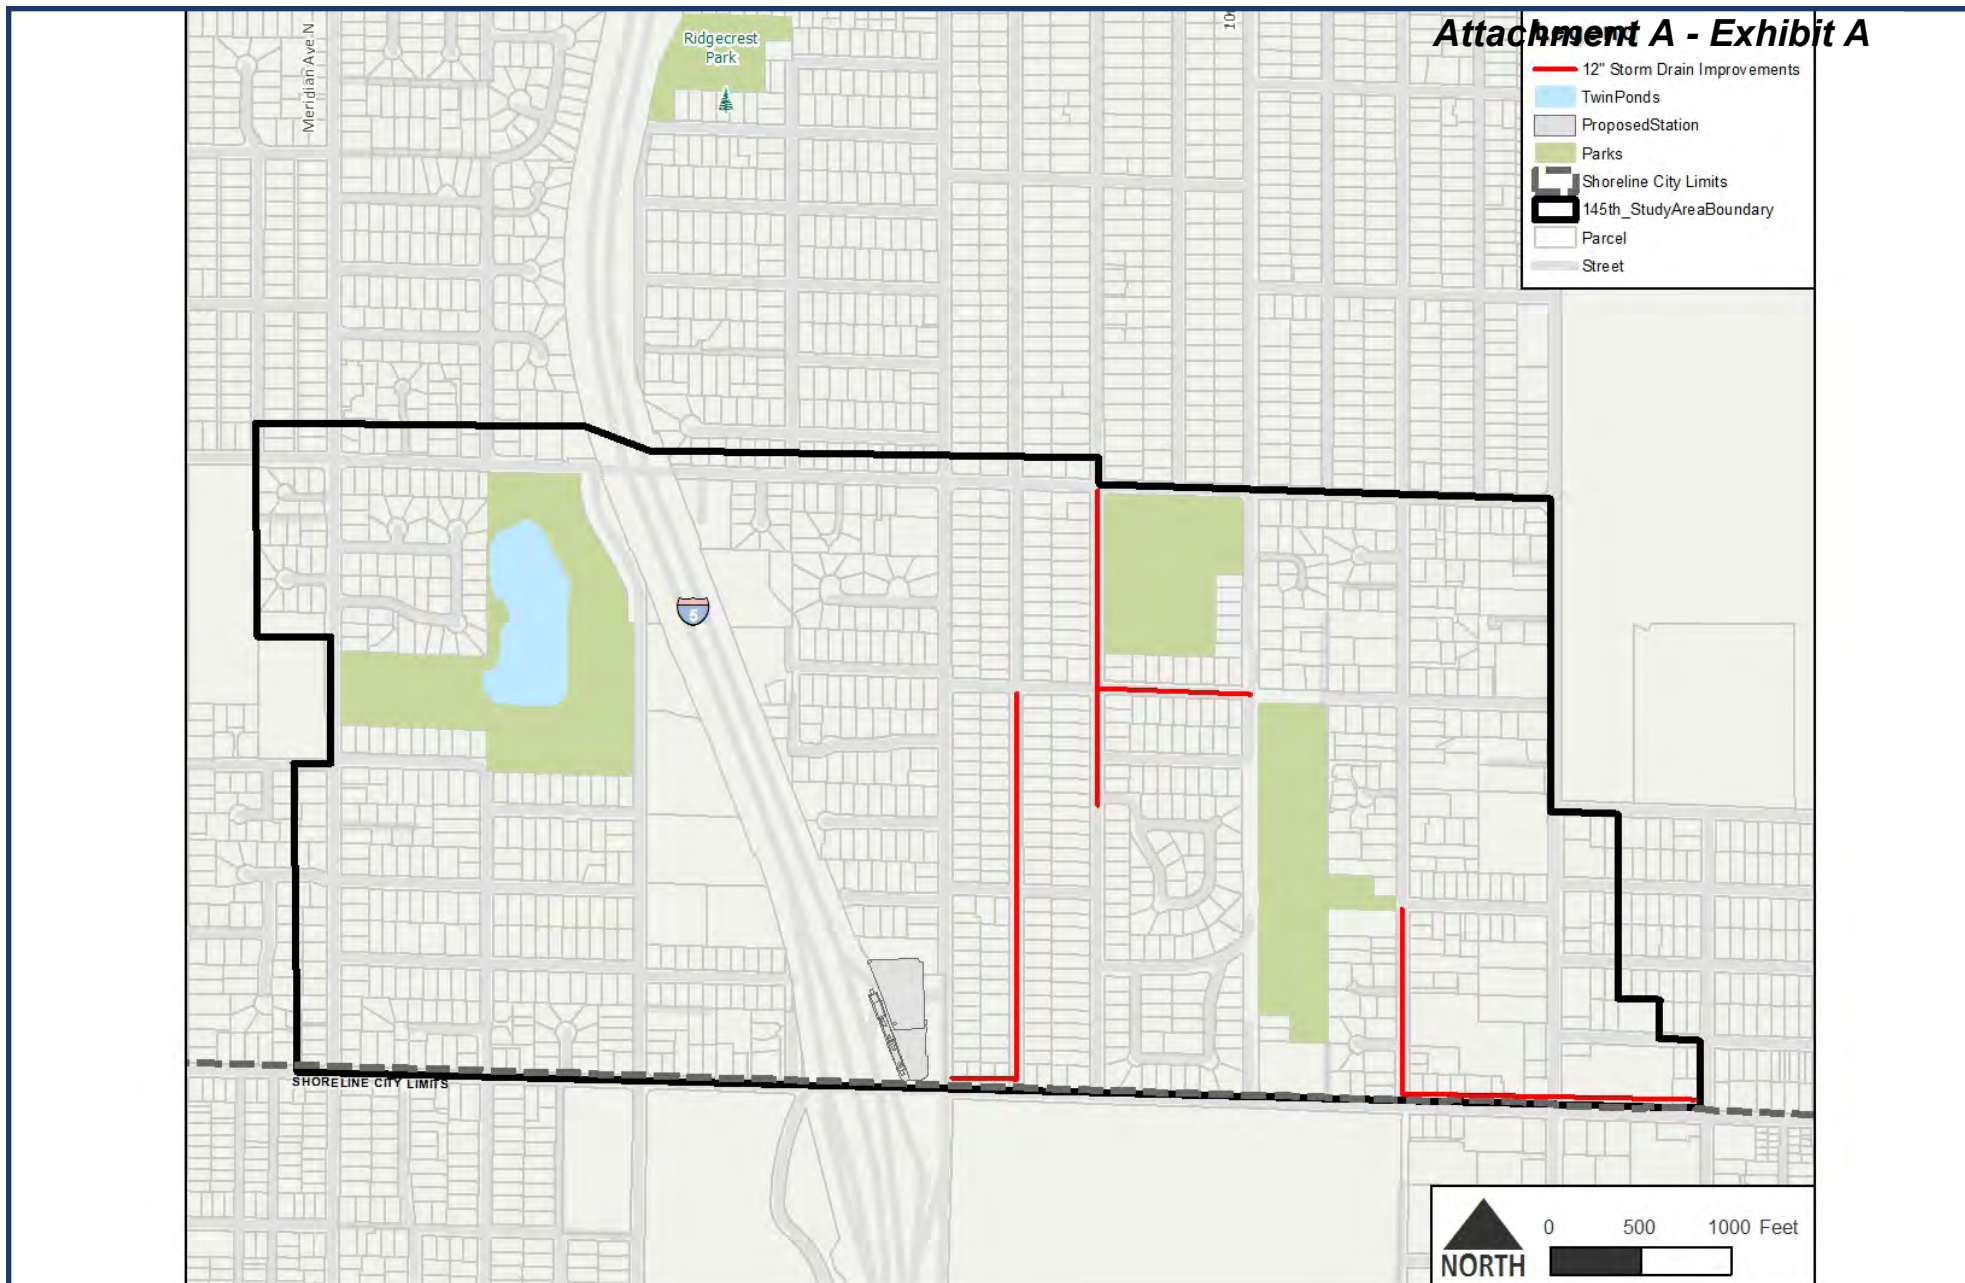 Attachment A - Exhibit A
Legend
12" Storm Drain Improvements
TwinPonds
ProposedStation
Parks
Shoreline City Limits
145th_StudyAreaBoundary
Parcel
Street
Meridian Ave N
Ridgecrest
Park
5
SHORELINE CITY LIMITS
0 500 1000 Feet
NORTH